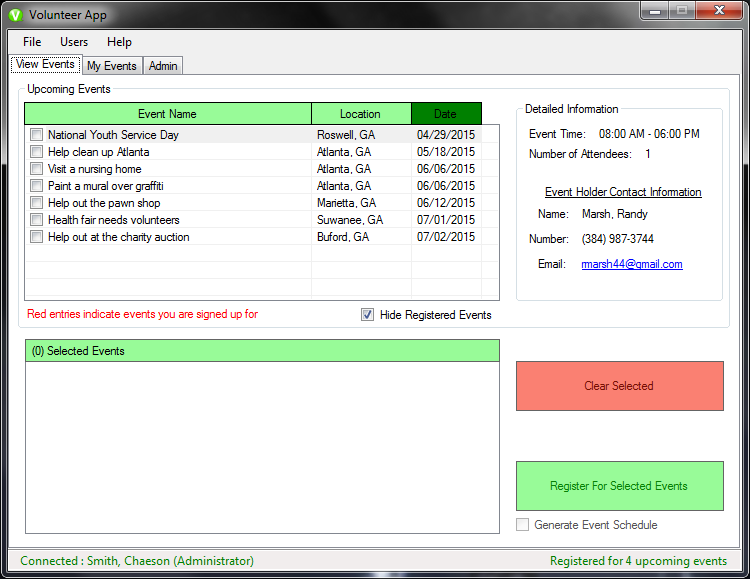 Volunteer App
File Users Help
View Events My Events Admin
Upcoming Events
Event Name Location Date
National Youth Service Day Roswell, GA 04/29/2015
Help clean up Atlanta Atlanta, GA 05/18/2015
Visit a nursing home Atlanta, GA 06/06/2015
Paint a mural over graffiti Atlanta, GA 06/06/2015
Help out the pawn shop Marietta, GA 06/12/2015
Health fair needs volunteers Suwanee, GA 07/01/2015
Help out at the charity auction Buford, GA 07/02/2015
Red entries indicate events you are signed up for Hide Registered Events
Detailed Information
Event Time: 08:00 AM - 06:00 PM
Number of Attendees: 1
Event Holder Contact Information
Name: Marsh, Randy
Number: (384) 987-3744
Email: rmarsh44@gmail.com
(0) Selected Events
Clear Selected
Register For Selected Events
Generate Event Schedule
Connected : Smith, Chaeson (Administrator) Registered for 4 upcoming events